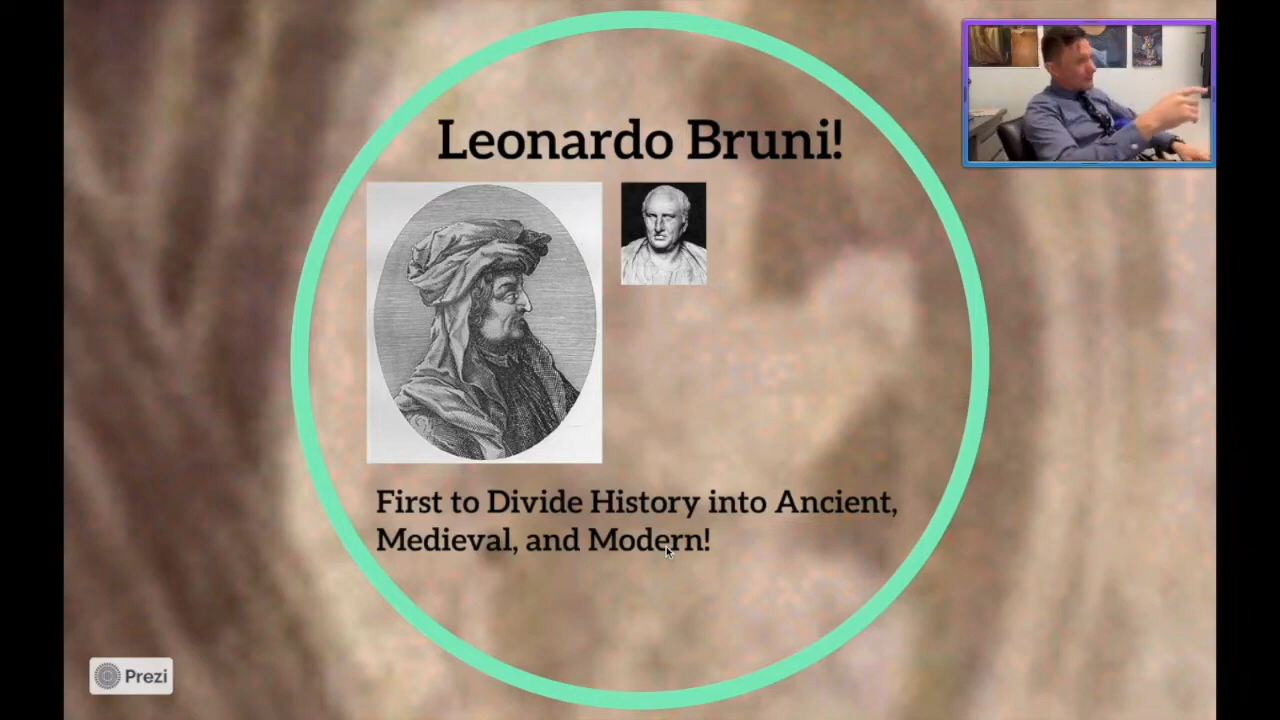 Leonardo Bruni!
First to Divide History into Ancient,
Medieval, and Modern!
Prezi